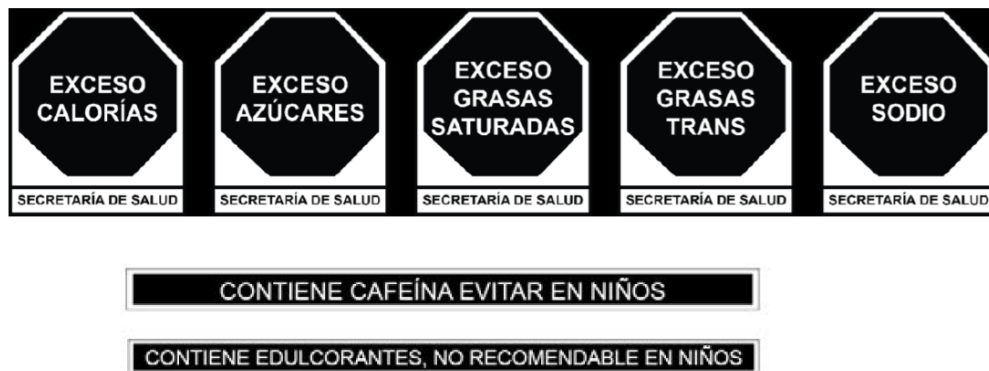 EXCESO
CALORÍAS
SECRETARÍA DE SALUD
EXCESO
AZÚCARES
SECRETARÍA DE SALUD
EXCESO
GRASAS
SATURADAS
SECRETARÍA DE SALUD
EXCESO
GRASAS
TRANS
SECRETARÍA DE SALUD
EXCESO
SODIO
SECRETARÍA DE SALUD
CONTIENE CAFEÍNA EVITAR EN NIÑOS
CONTIENE EDULCORANTES, NO RECOMENDABLE EN NIÑOS